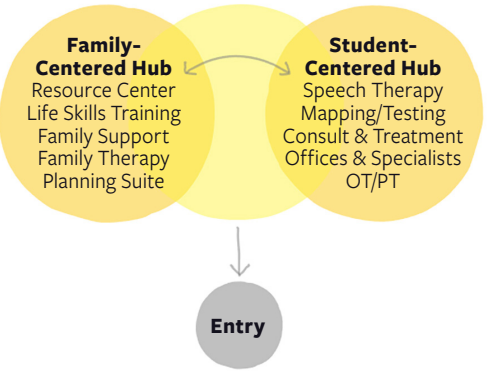 Family-
Centered Hub
Resource Center
Life Skills Training
Family Support
Family Therapy
Planning Suite
Student-
Centered Hub
Speech Therapy
Mapping/Testing
Consult & Treatment
Offices & Specialists
OT/PT
Entry